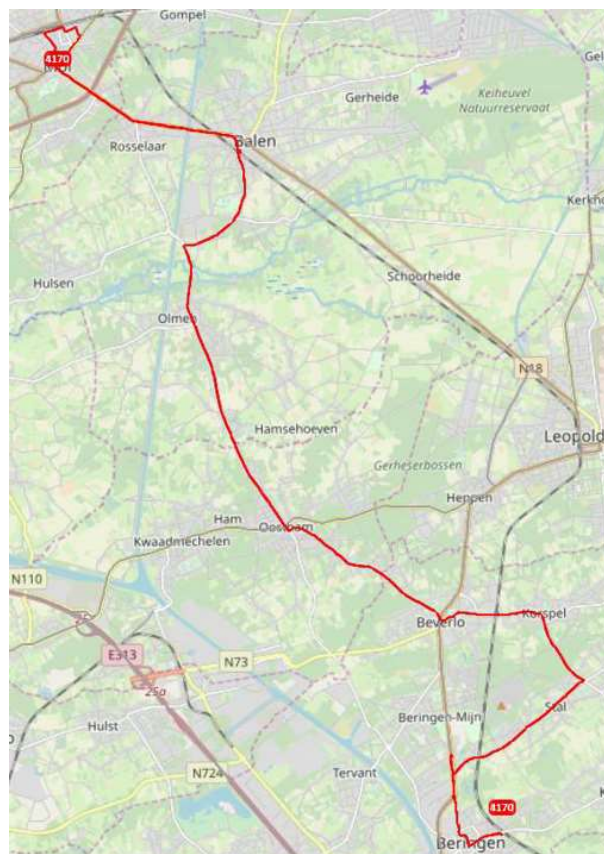 Gompel
4170
Mol
Gerheide
Keiheuvel
Natuurreservaat
Rosselaar
Balen
Hulsen
Schoorheide
Olmen
N18
Hamsehoeven
Leopold
Gerheserbossen
Heppen
Ham
Oostham
Kwaadmechelen
N110
Beverlo
Korspel
E313
N73
25a
Stal
Beringen-Mijn
Hulst
N724
Tervant
4170
Beringen